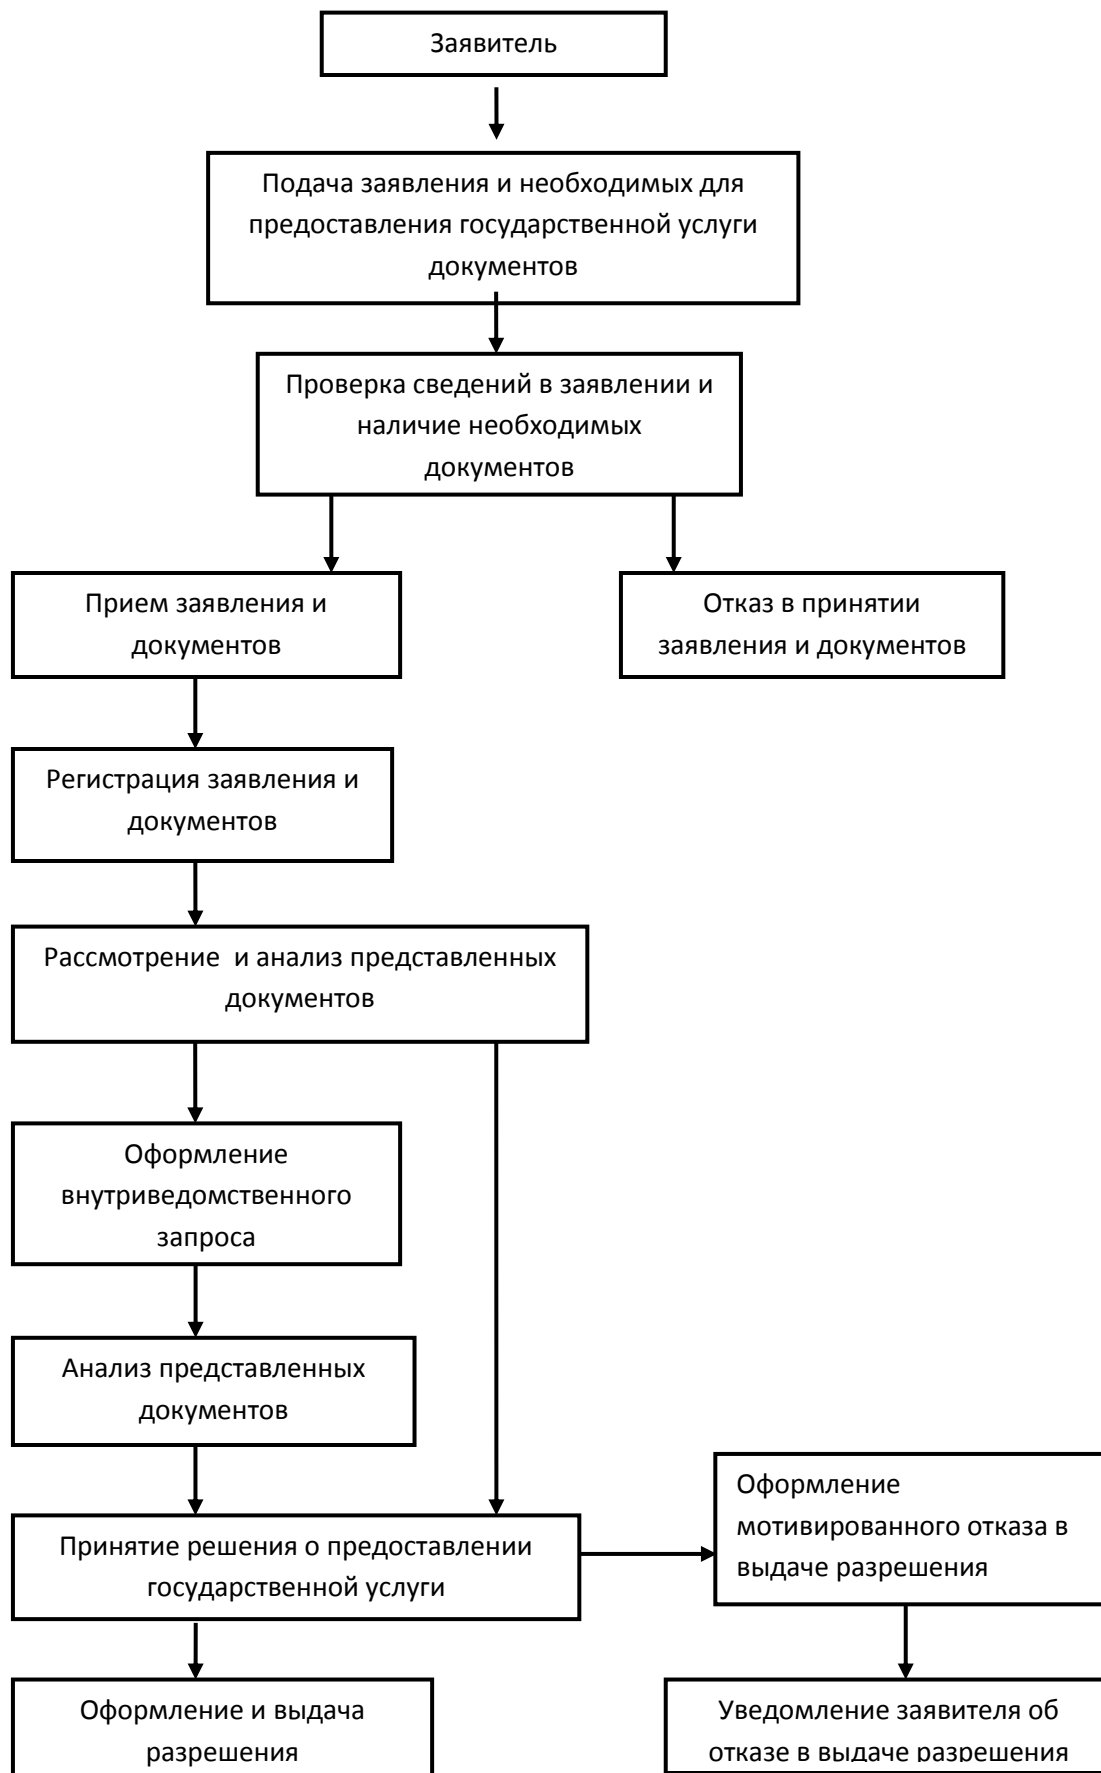 Заявитель
Подача заявления и необходимых для
предоставления государственной услуги
документов
Проверка сведений в заявлении и
наличие необходимых
документов
Прием заявления и
документов
Отказ в принятии
заявления и документов
Регистрация заявления и
документов
Рассмотрение  и анализ представленных
документов
Оформление
внутриведомственного
запроса
Анализ представленных
документов
Принятие решения о предоставлении
государственной услуги
Оформление
мотивированного отказа в
выдаче разрешения
Оформление и выдача
разрешения
Уведомление заявителя об
отказе в выдаче разрешения